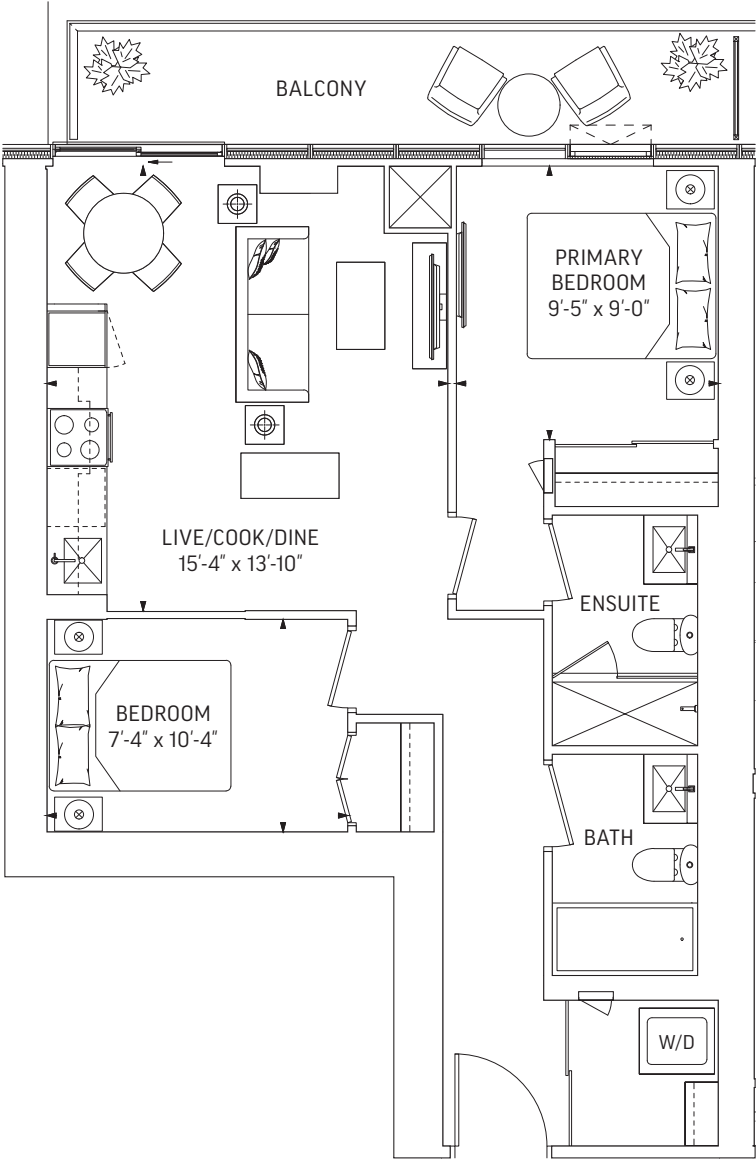 BALCONY
PRIMARY
BEDROOM
9'-5" x 9'-0"
LIVE/COOK/DINE
15'-4" x 13'-10"
ENSUITE
BEDROOM
7'-4" x 10'-4"
BATH
W/D